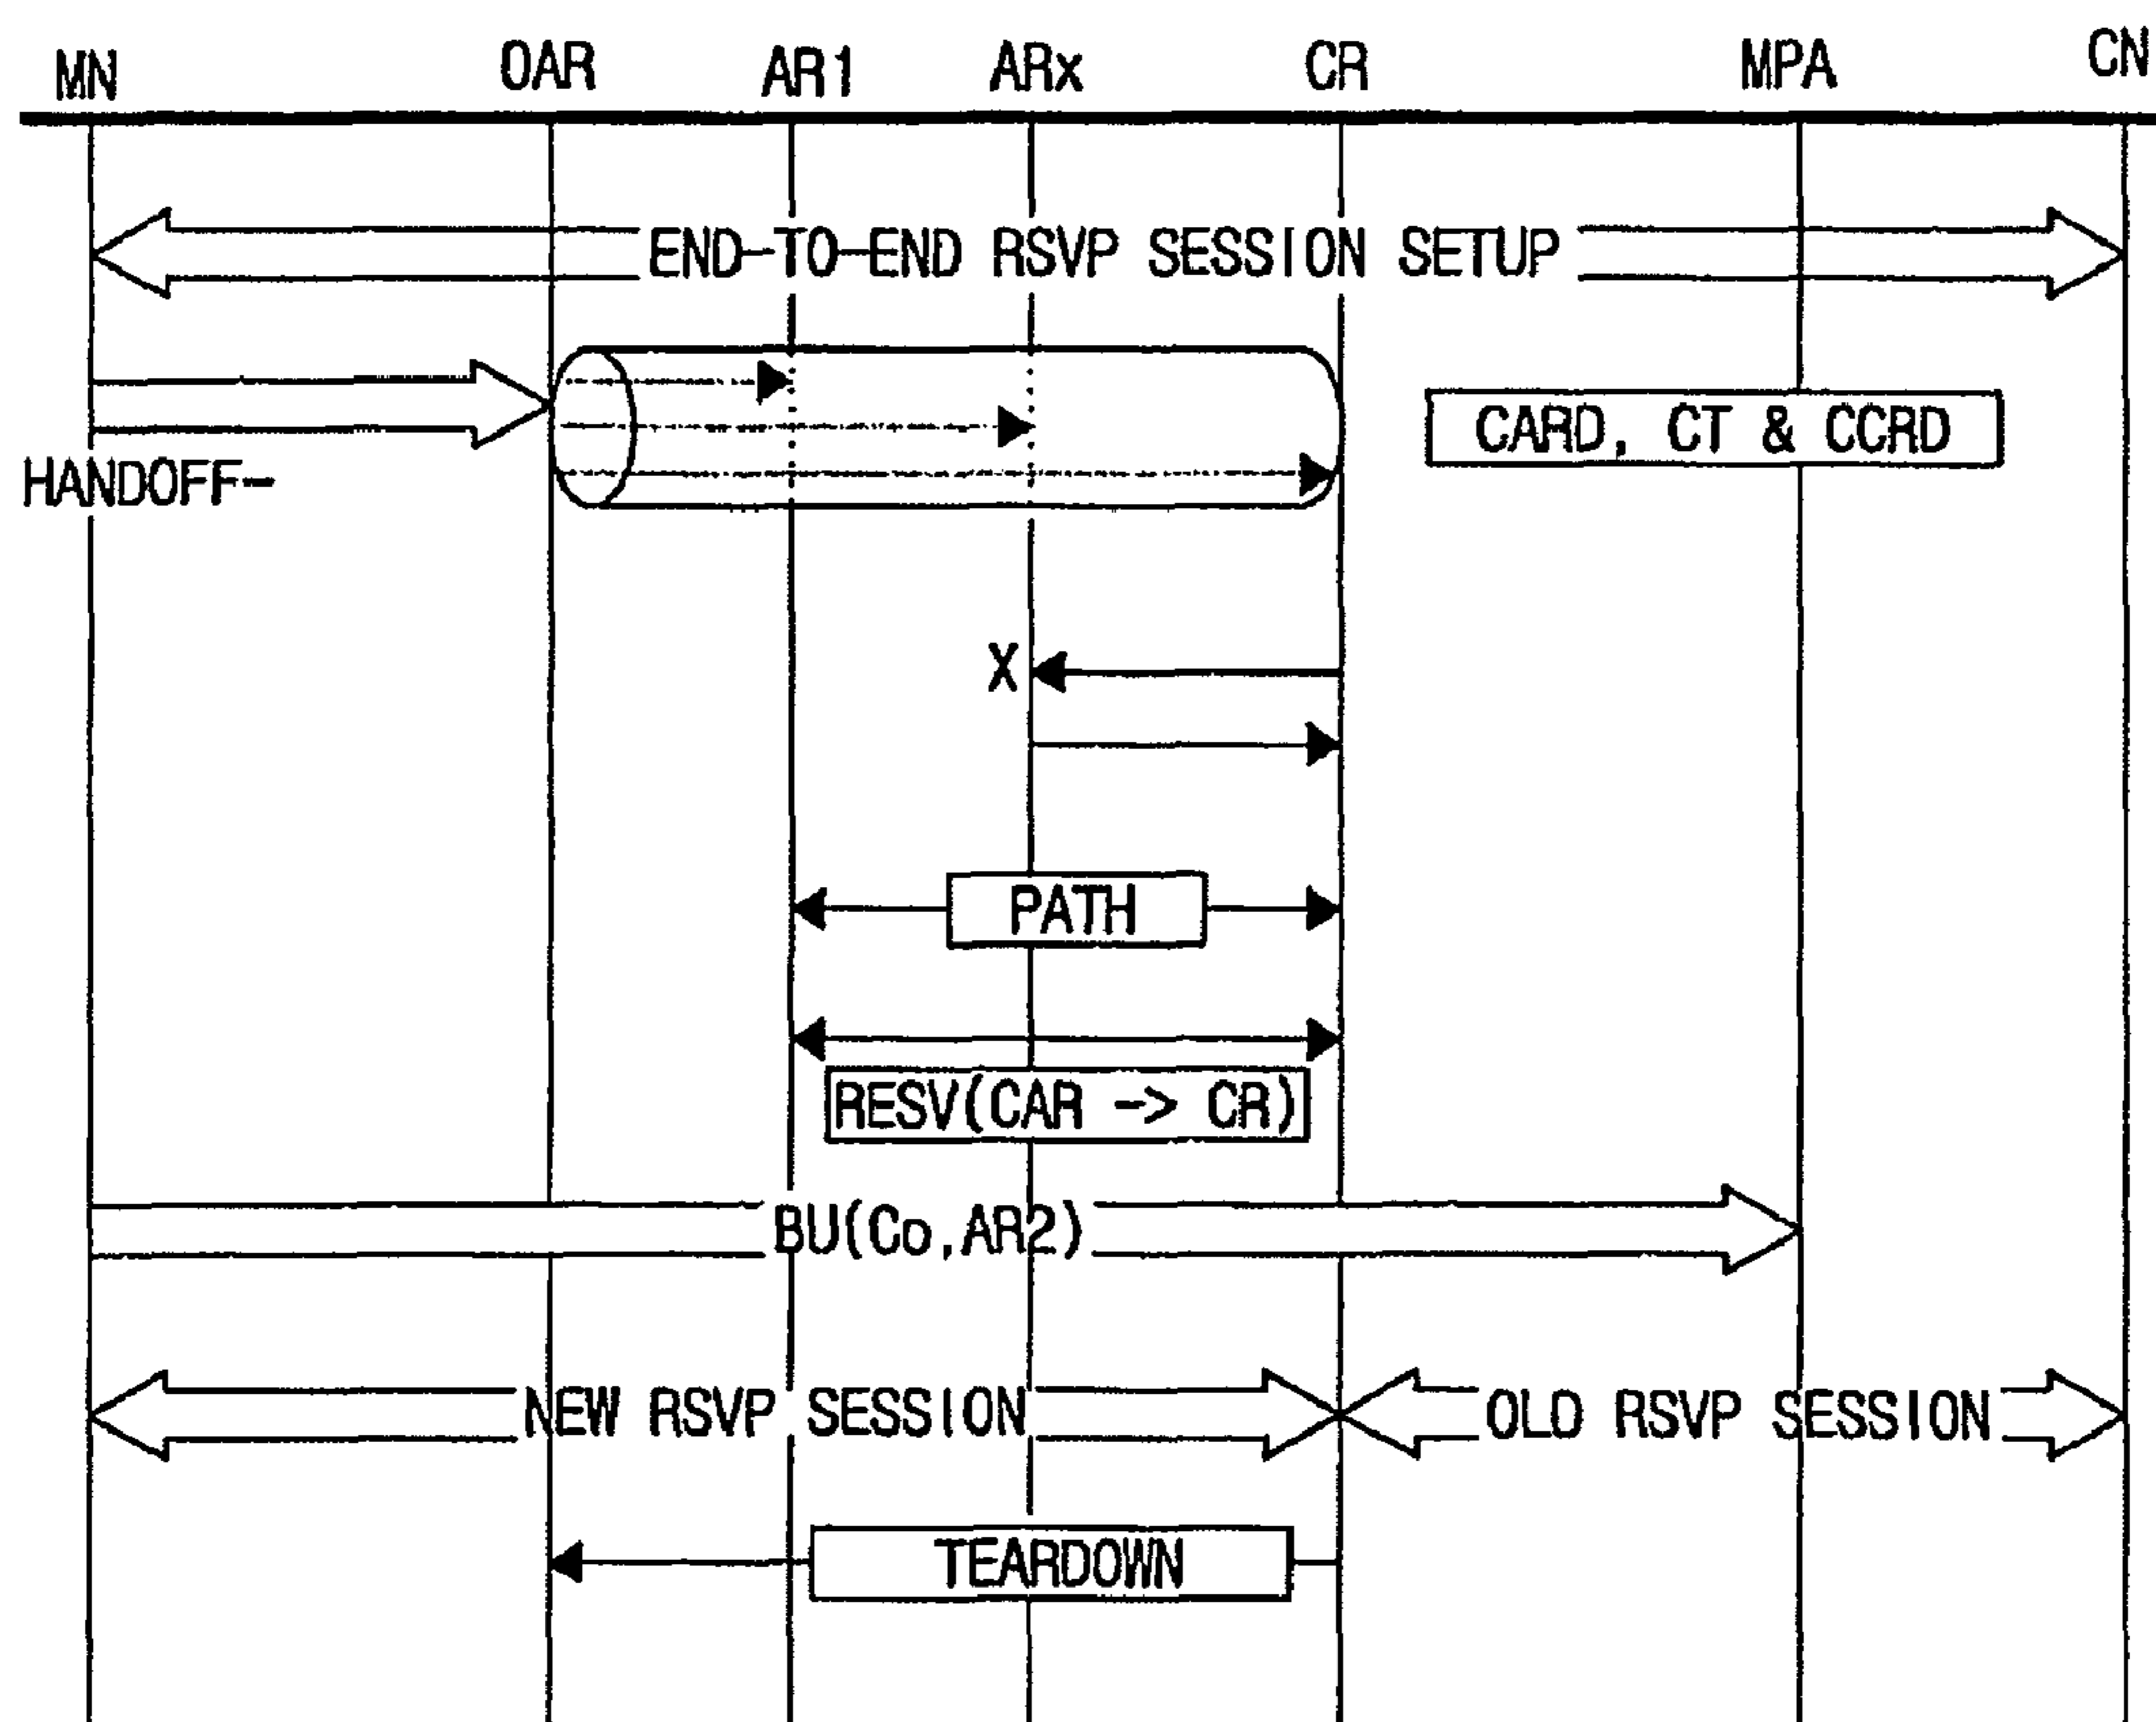 MN OAR AR1 ARx CR MPA CN
END-TO-END RSVP SESSION SETUP
CARD, CT & CCRD
HANDOFF-
X
PATH
RESV(CAR -> CR)
BU(Co,AR2)
NEW RSVP SESSION OLD RSVP SESSION
TEARDOWN